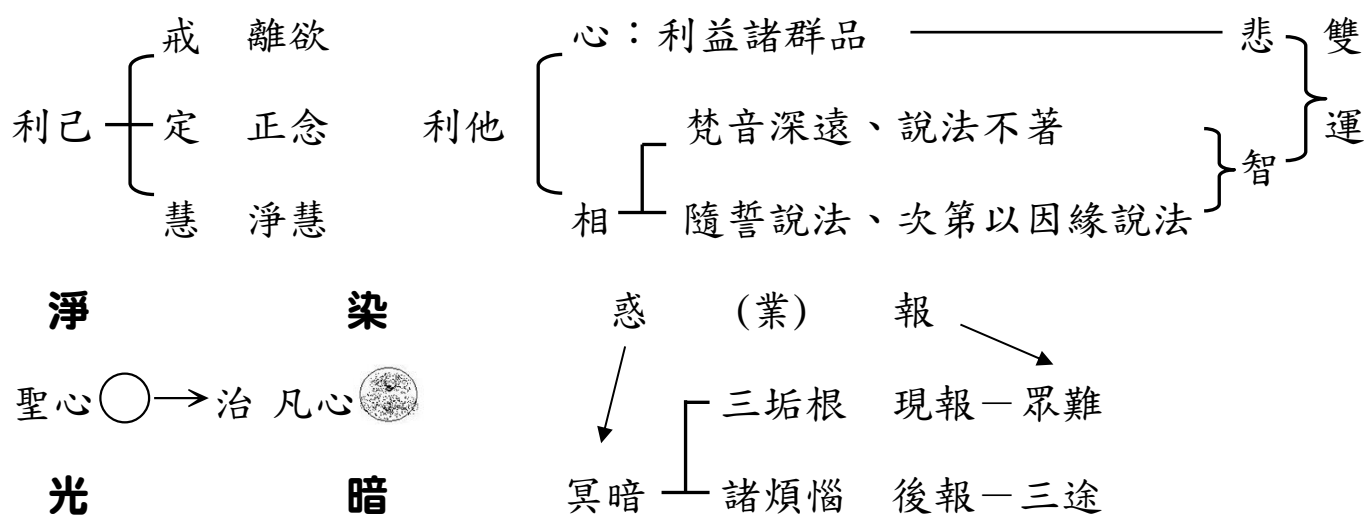 戒 離欲 心：利益諸群品 悲 雙
利己 定 正念 利他 梵音深遠、說法不著 運
智
慧 淨慧 相 隨誓說法、次第以因緣說法
淨 染 惑 (業) 報
聖心 治 凡心 三垢根 現報－眾難
光 暗 冥暗 諸煩惱 後報－三途